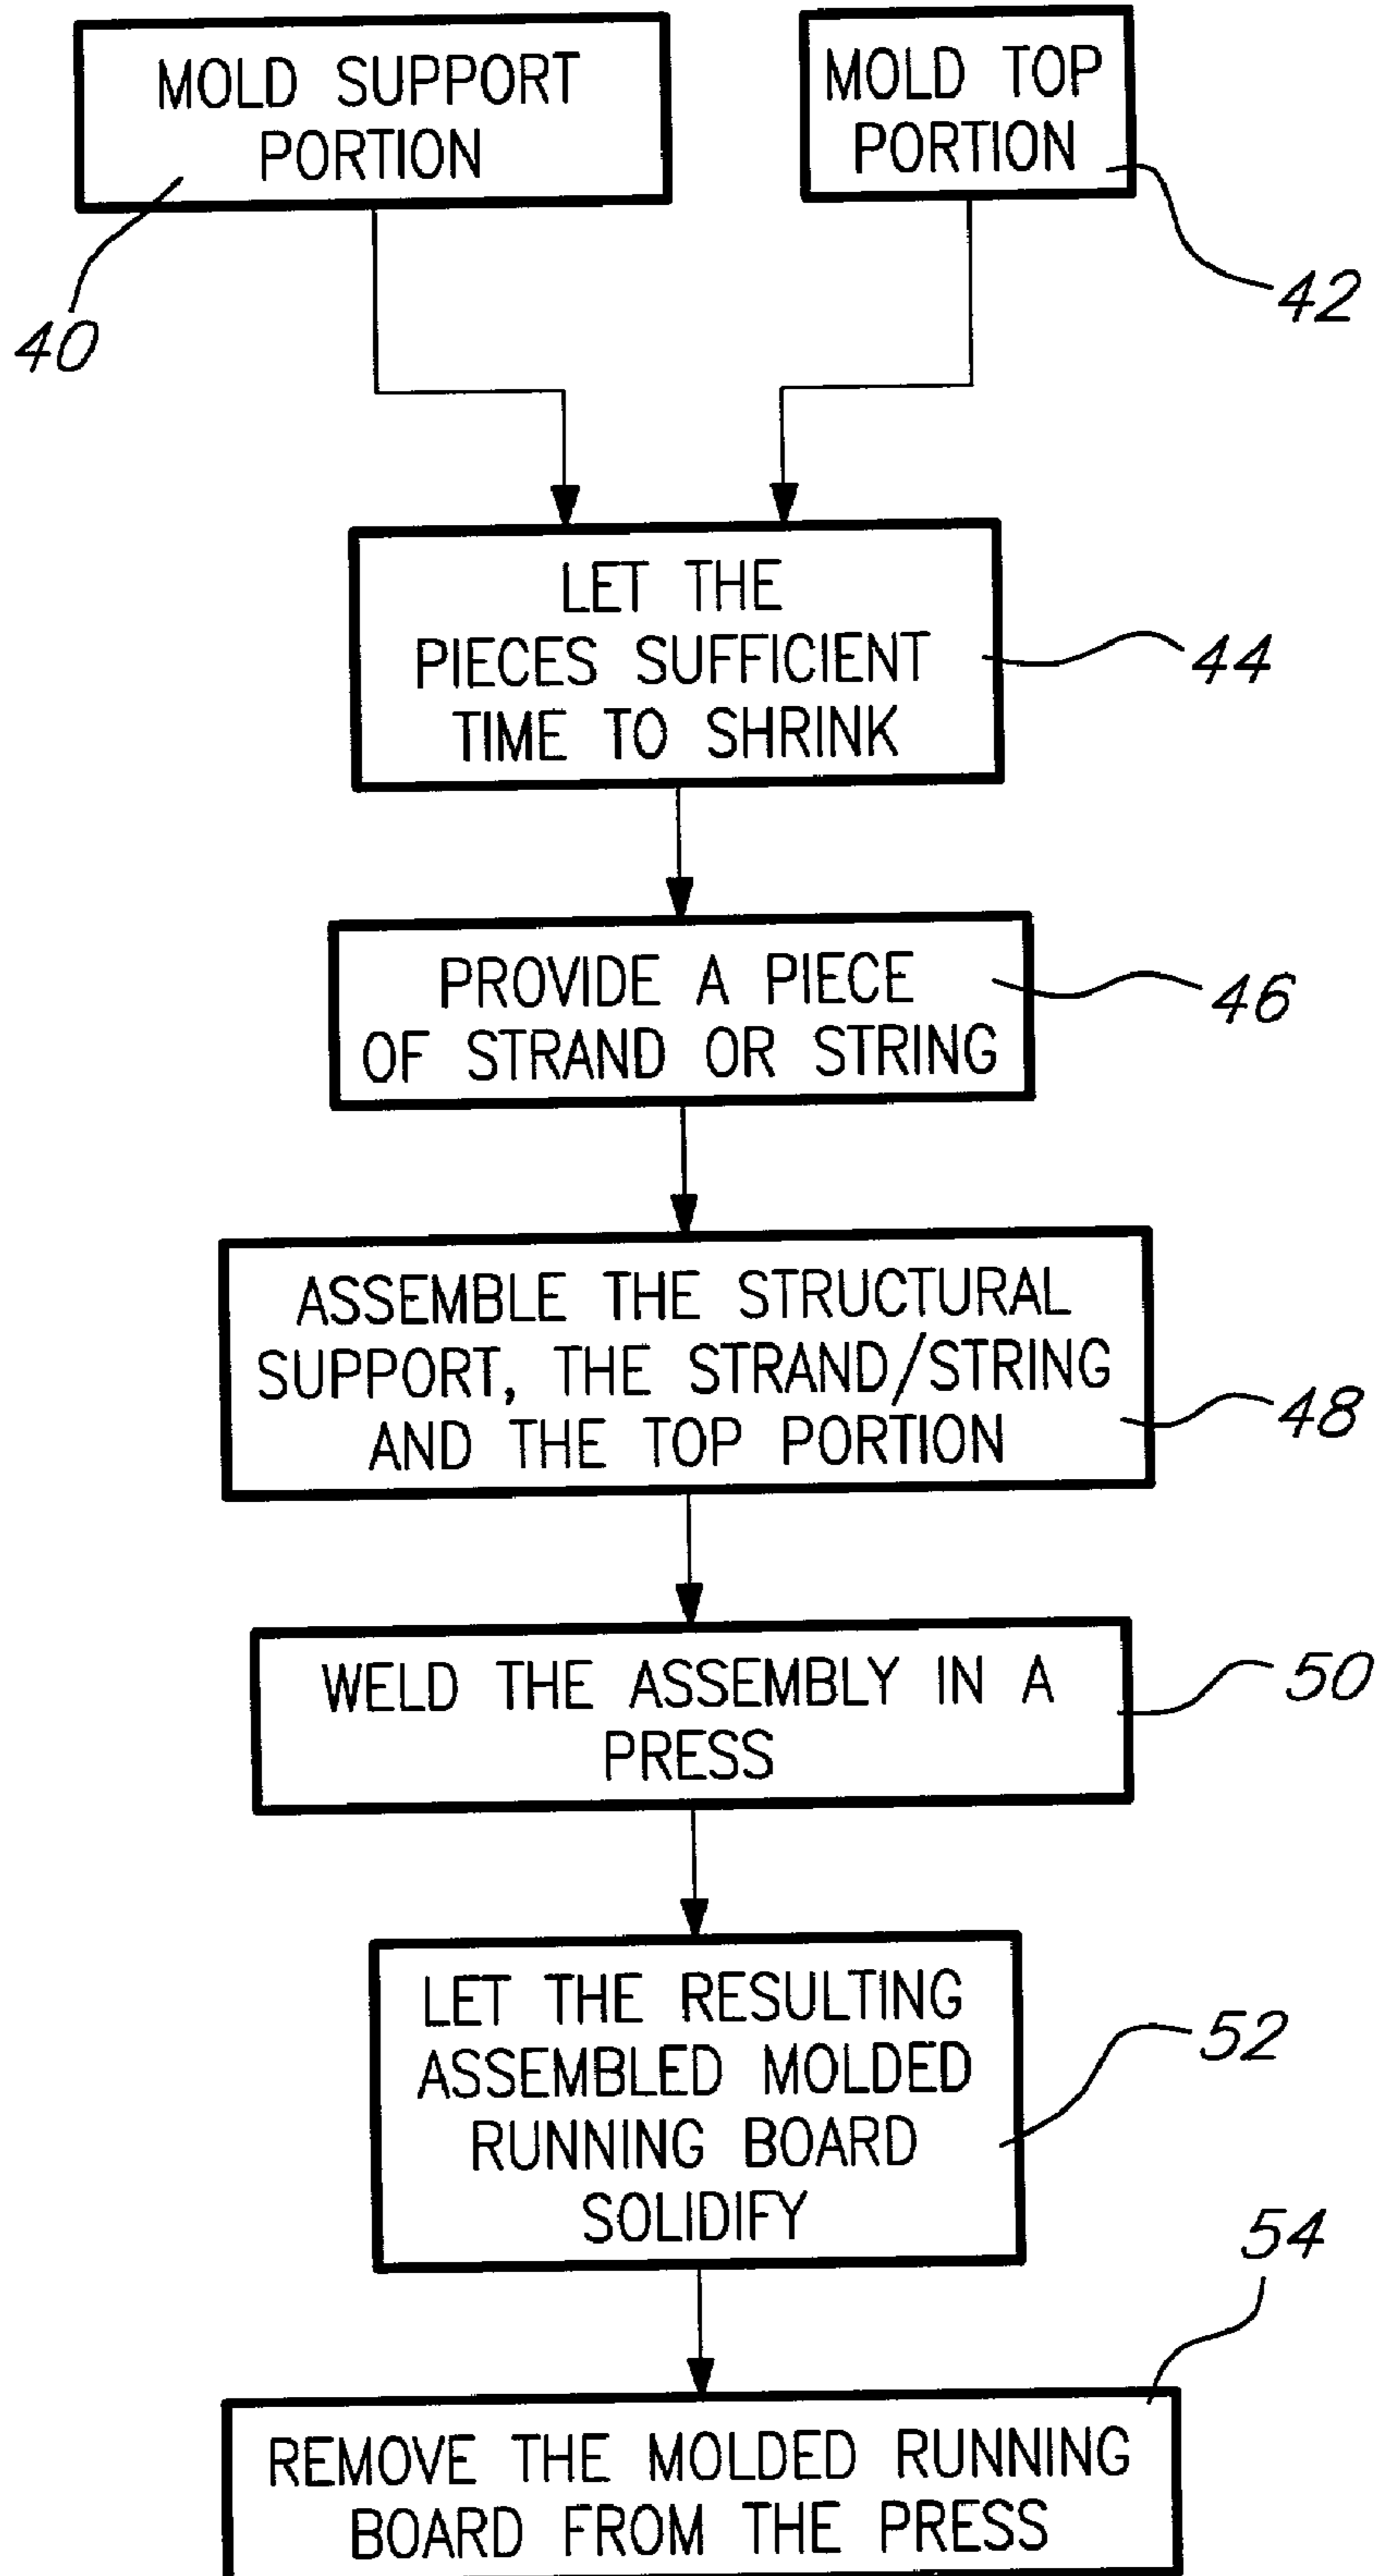 MOLD SUPPORT
PORTION
40
MOLD TOP
PORTION
42
LET THE
PIECES SUFFICIENT
TIME TO SHRINK
44
PROVIDE A PIECE
OF STRAND OR STRING
46
ASSEMBLE THE STRUCTURAL
SUPPORT, THE STRAND/STRING
AND THE TOP PORTION
48
WELD THE ASSEMBLY IN A
PRESS
50
LET THE RESULTING
ASSEMBLED MOLDED
RUNNING BOARD
SOLIDIFY
52
54
REMOVE THE MOLDED RUNNING
BOARD FROM THE PRESS